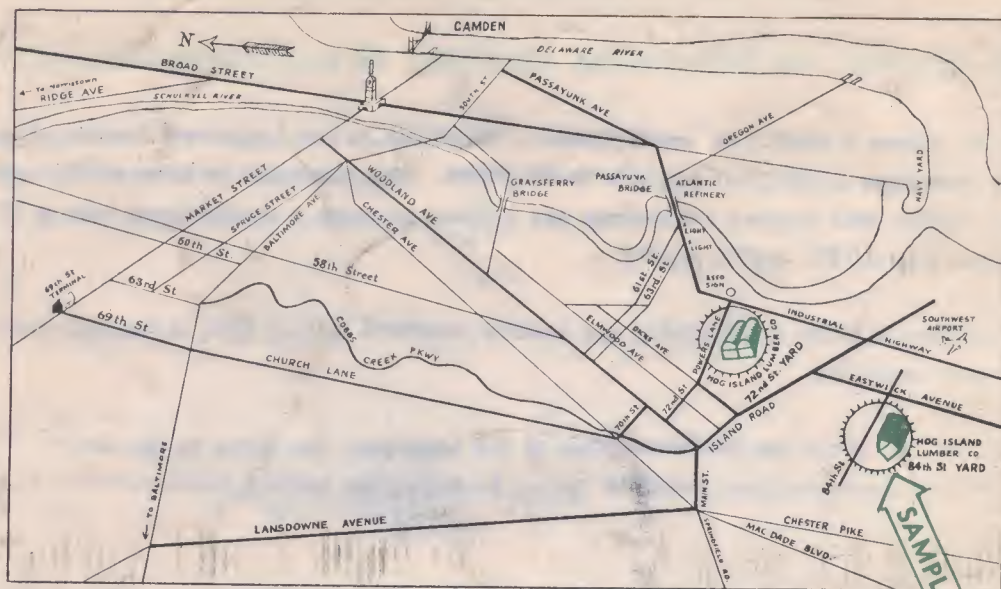 CAMDEN
N
DELAWARE RIVER
BROAD STREET
TO Norristown
RIDGE AVE
SCHULKYLL RIVER
SOUTH ST
PASSAYUNK AVE
OREGON AVE
MARKET STREET
SPRUCE STREET
BALTIMORE AVE
WOODLAND AVE
CHESTER AVE
GRAYSFERRY
BRIDGE
PASSAYUNK
BRIDGE
ATLANTIC
REFINERY
NAVY YARD
LIGHT
LIGHT
60th St.
58th Street
61st St
63rd. St.
ESSO
SIGN
69th ST
TERMINAL
63rd ST
69th St.
COBBS
CREEK PKWY
CHURCH LANE
ELMWOOD AVE
DICKS AVE
POWERS LANE
HOG ISLAND LUMBER CO
72nd ST. YARD
INDUSTRIAL
HIGHWAY
SOUTHWEST
AIRPORT
70th St
72nd St
ISLAND ROAD
EASTWICK AVENUE
HOG ISLAND
LUMBER CO
84th St YARD
84th. St
MAIN ST.
TO BALTIMORE
LANSDOWNE AVENUE
SPRINGFIELD RD.
CHESTER PIKE
MAC DADE BLVD.
SAMPL